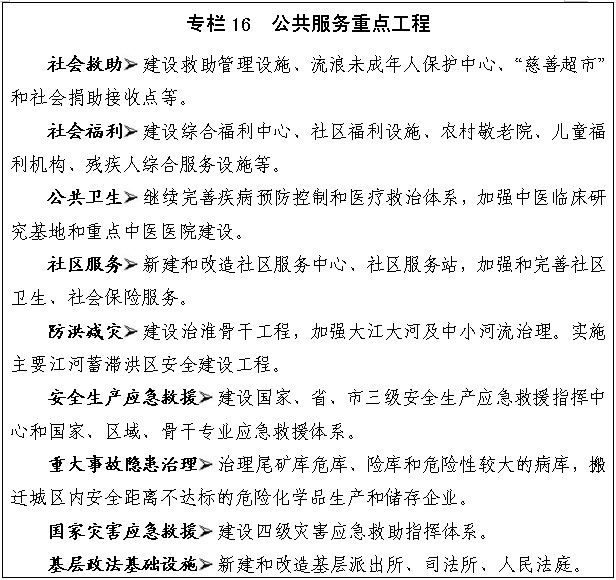 专栏16 公共服务重点工程
社会救助➢建设救助管理设施、流浪未成年人保护中心、“慈善超市”
和社会捐助接收点等。
社会福利➢建设综合福利中心、社区福利设施、农村敬老院、儿童福
利机构、残疾人综合服务设施等。
公共卫生➢继续完善疾病预防控制和医疗救治体系，加强中医临床研
究基地和重点中医医院建设。
社区服务➢新建和改造社区服务中心、社区服务站，加强和完善社区
卫生、社会保险服务。
防洪减灾➢建设治淮骨干工程，加强大江大河及中小河流治理。实施
主要江河蓄滞洪区安全建设工程。
安全生产应急救援➢建设国家、省、市三级安全生产应急救援指挥中
心和国家、区域、骨干专业应急救援体系。
重大事故隐患治理➢治理尾矿库危库、险库和危险性较大的病库，搬
迁城区内安全距离不达标的危险化学品生产和储存企业。
国家灾害应急救援➢建设四级灾害应急救助指挥体系。
基层政法基础设施➢新建和改造基层派出所、司法所、人民法庭。